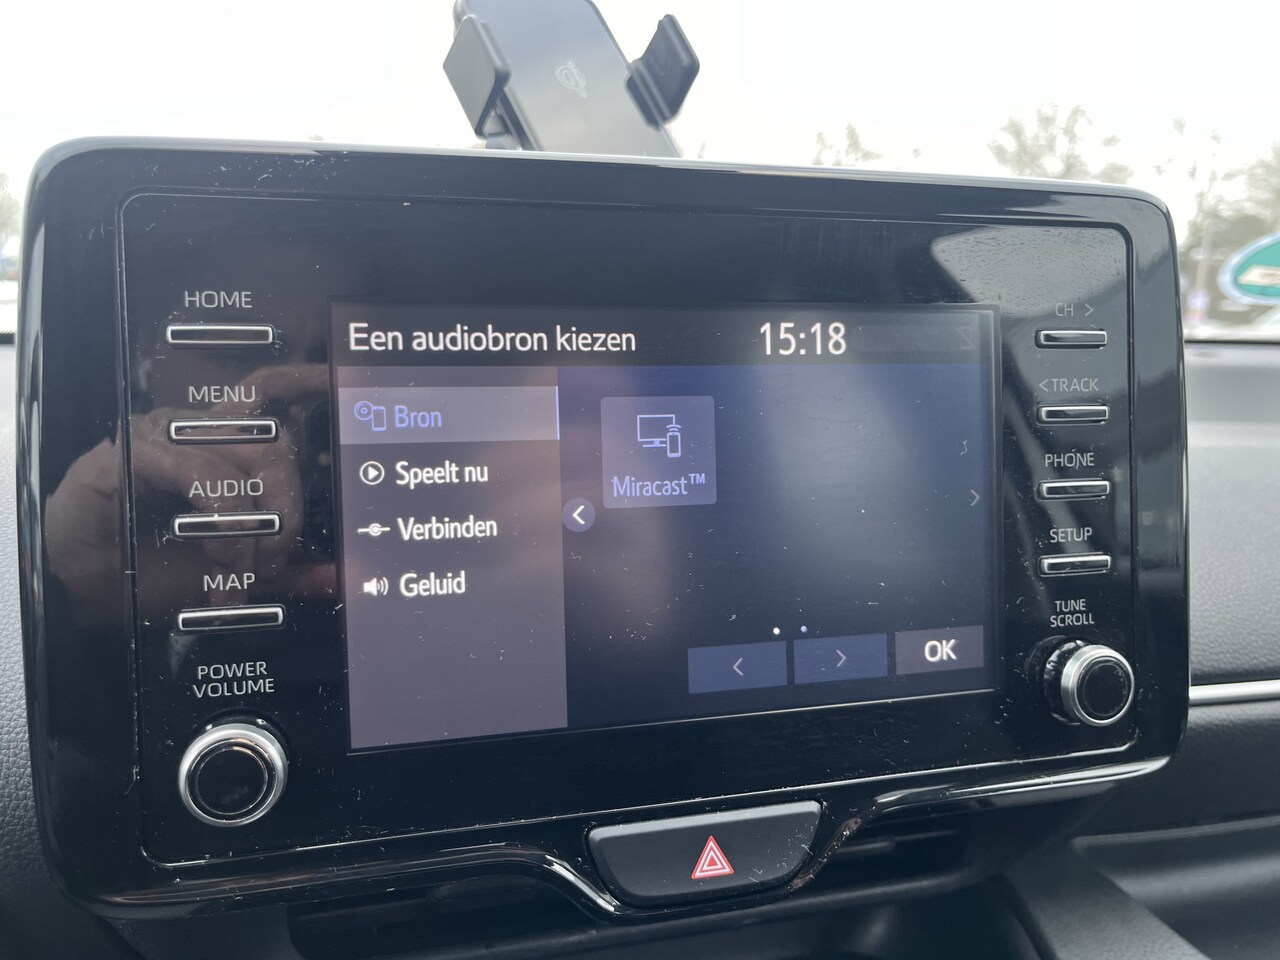 HOME
MENU
AUDIO
MAP
POWER
VOLUME
Een audiobron kiezen
15:18
Bron
Speelt nu
Verbinden
Geluid
Miracast™
OK
CH >
< TRACK
PHONE
SETUP
TUNE
SCROLL